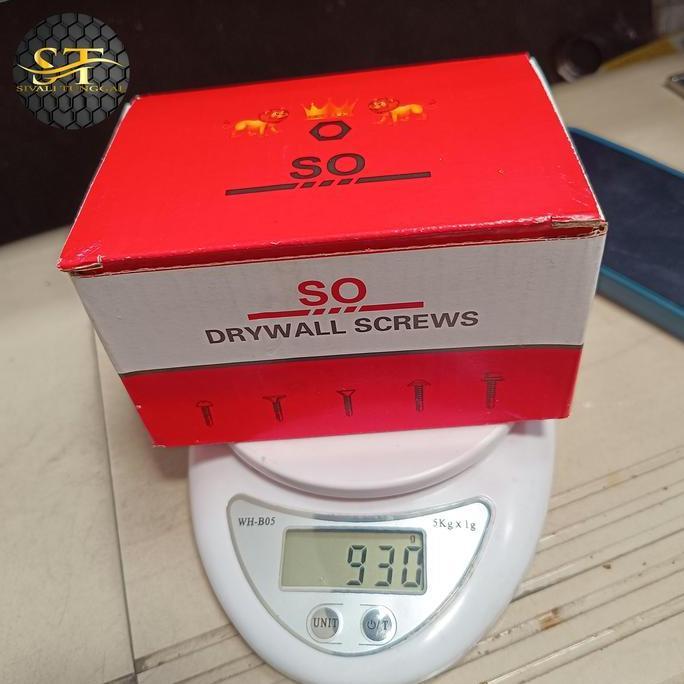 ST
SIVALI TUNGGAL
SO
SO
DRYWALL SCREWS
WH-B05
5Kg x 1g
g
930
UNIT
⏻/T